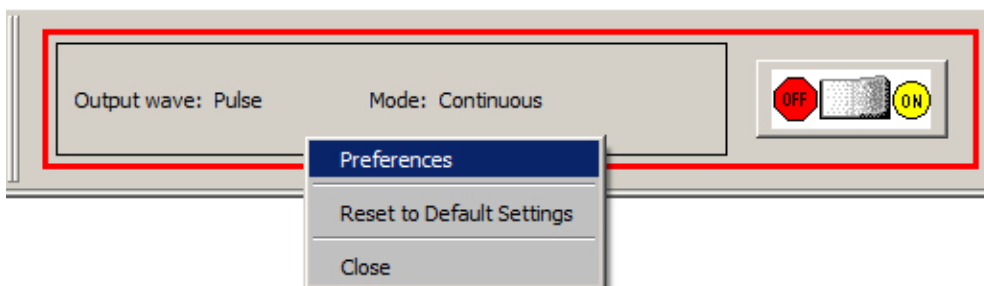 Output wave: Pulse Mode: Continuous
OFF ON
Preferences
Reset to Default Settings
Close